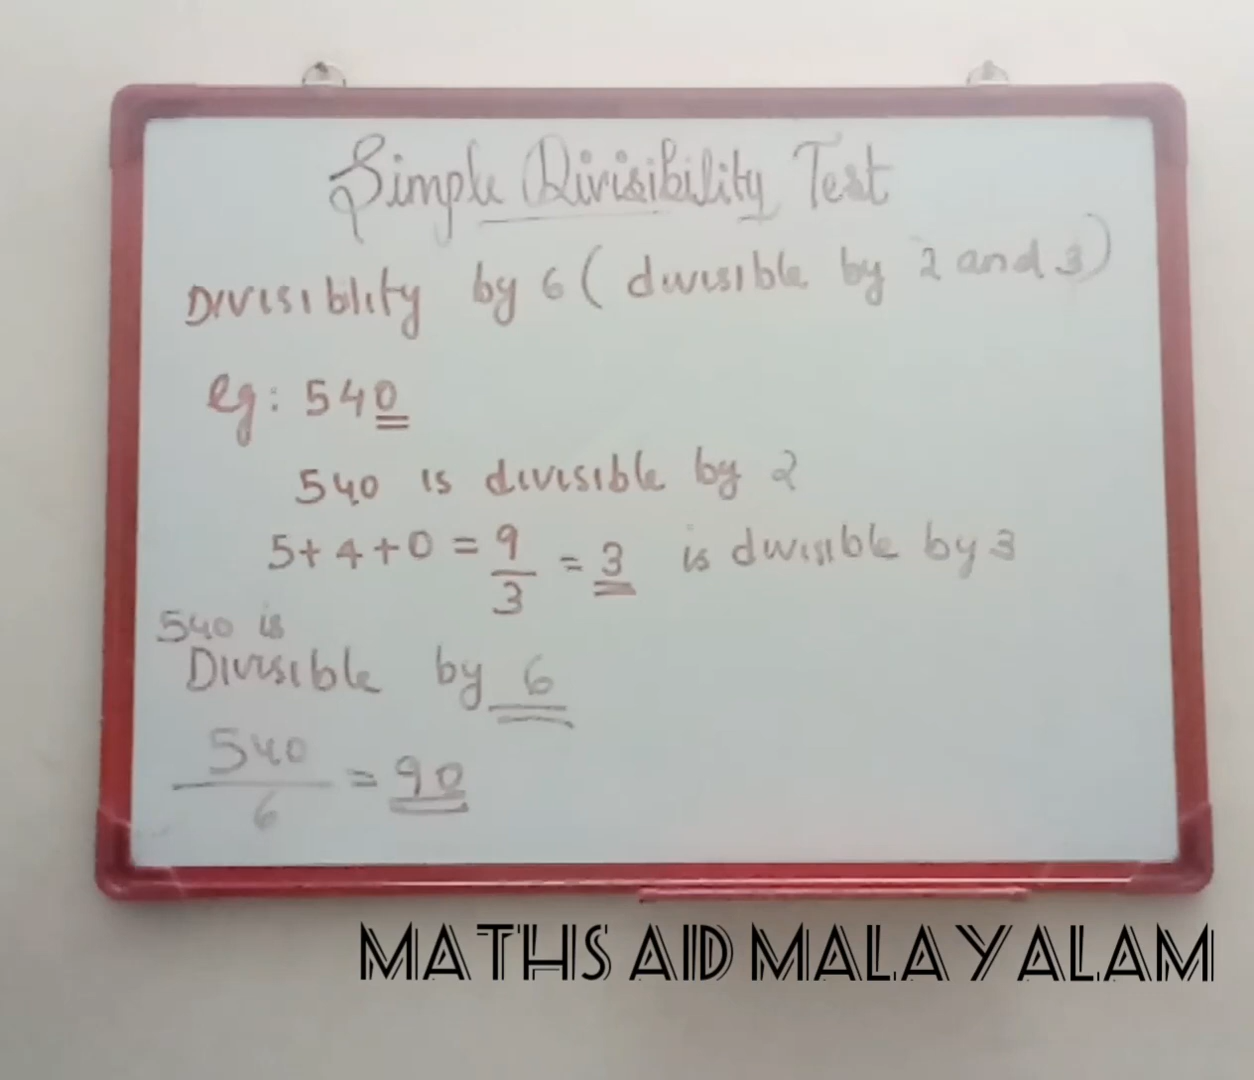 Simple Divisibility Test
Divisiblity by 6 ( divisible by 2 and 3)
eg: 540
540 is divisible by 2
5+4+0 = 9/3 = 3 is divisible by 3
540 is
Divisible by 6
540/6 = 90
MATHS AID MALAYALAM